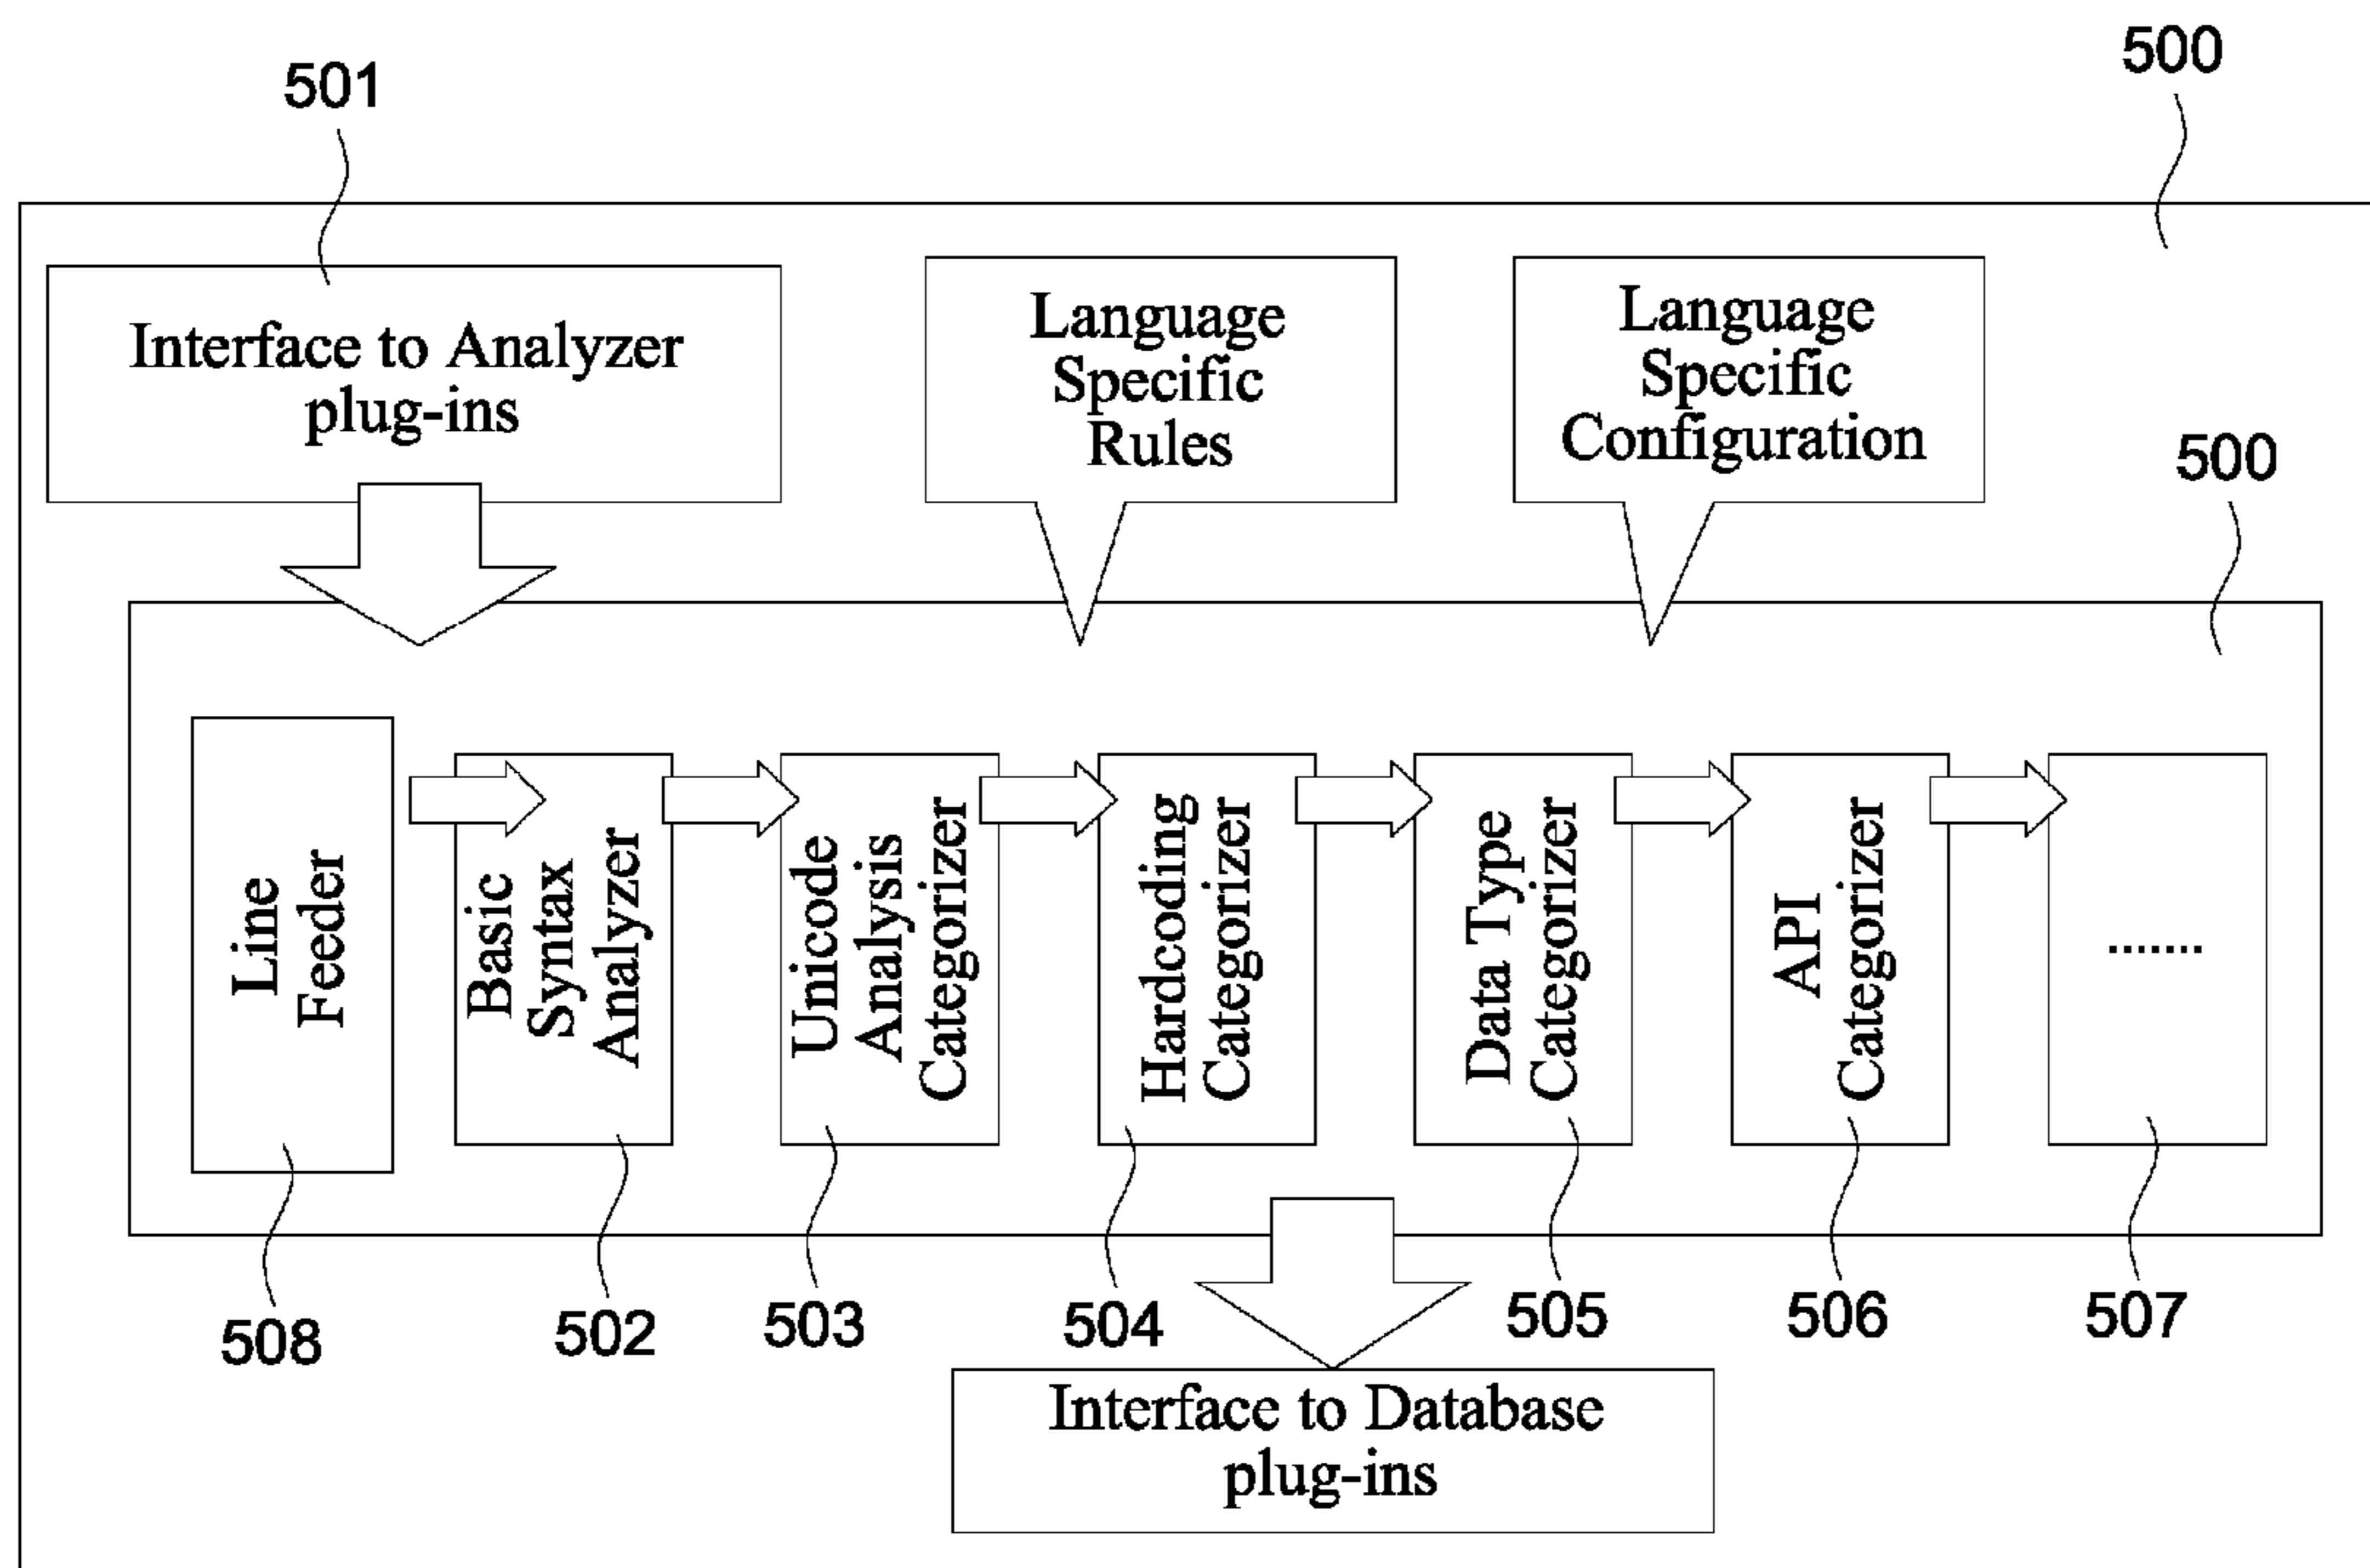 500
501
Interface to Analyzer
plug-ins
Language
Specific
Rules
Language
Specific
Configuration
500
Line
Feeder
Basic
Syntax
Analyzer
Unicode
Analysis
Categorizer
Hardcoding
Categorizer
Data Type
Categorizer
API
Categorizer
.......
508
502
503
504
505
506
507
Interface to Database
plug-ins